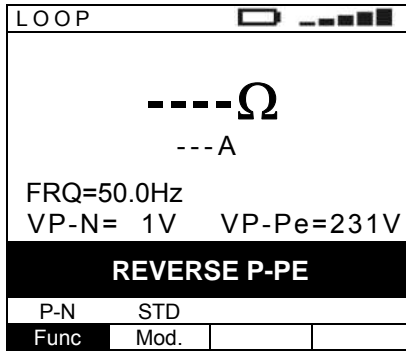 LOOP
----Ω
---A
FRQ=50.0Hz
VP-N= 1V VP-Pe=231V
REVERSE P-PE
P-N STD
Func Mod.